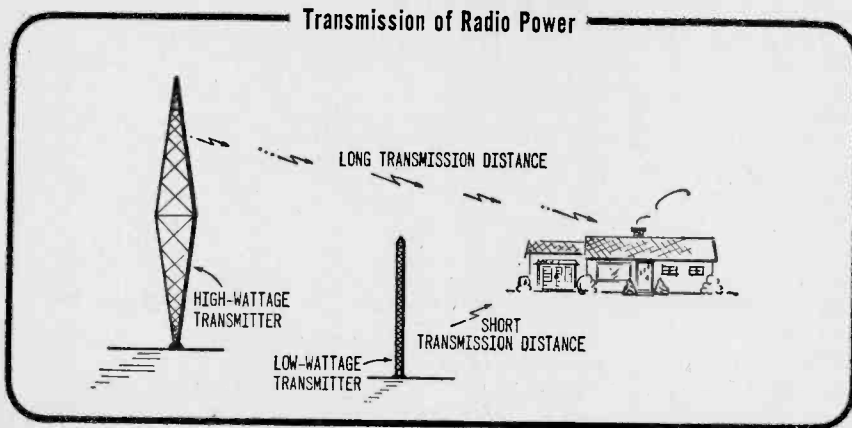 Transmission of Radio Power
LONG TRANSMISSION DISTANCE
HIGH-WATTAGE
TRANSMITTER
SHORT
TRANSMISSION DISTANCE
LOW-WATTAGE
TRANSMITTER